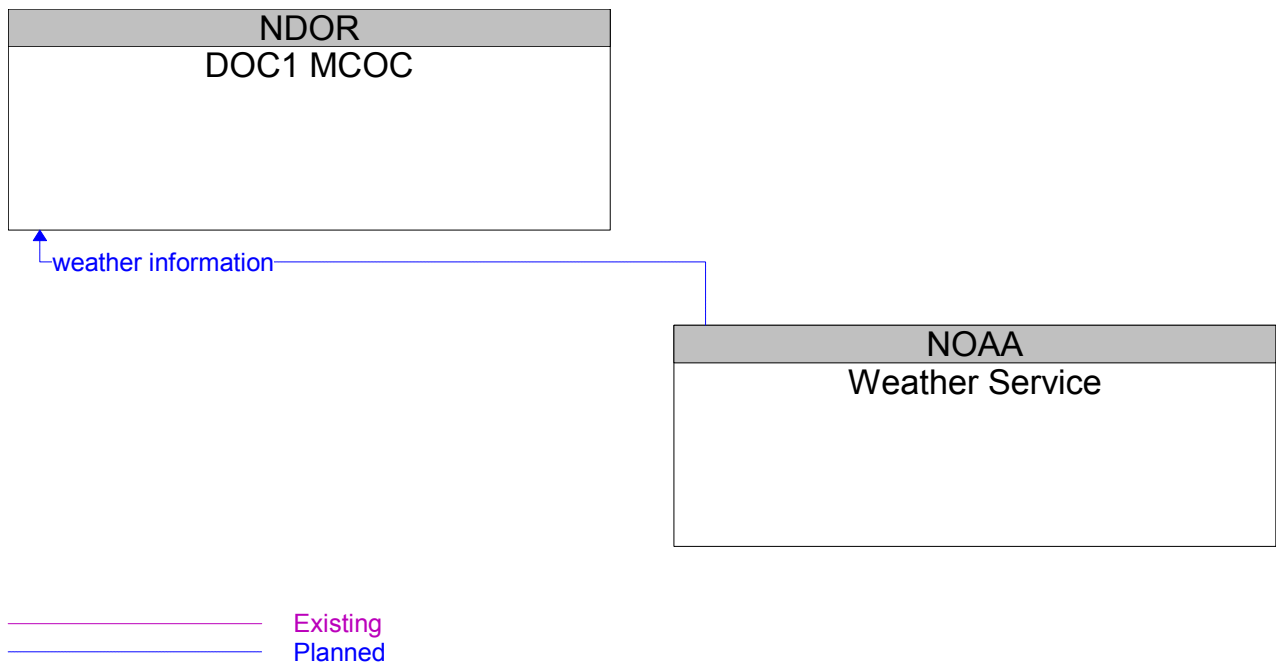 NDOR
DOC1 MCOC
weather information
NOAA
Weather Service
Existing
Planned